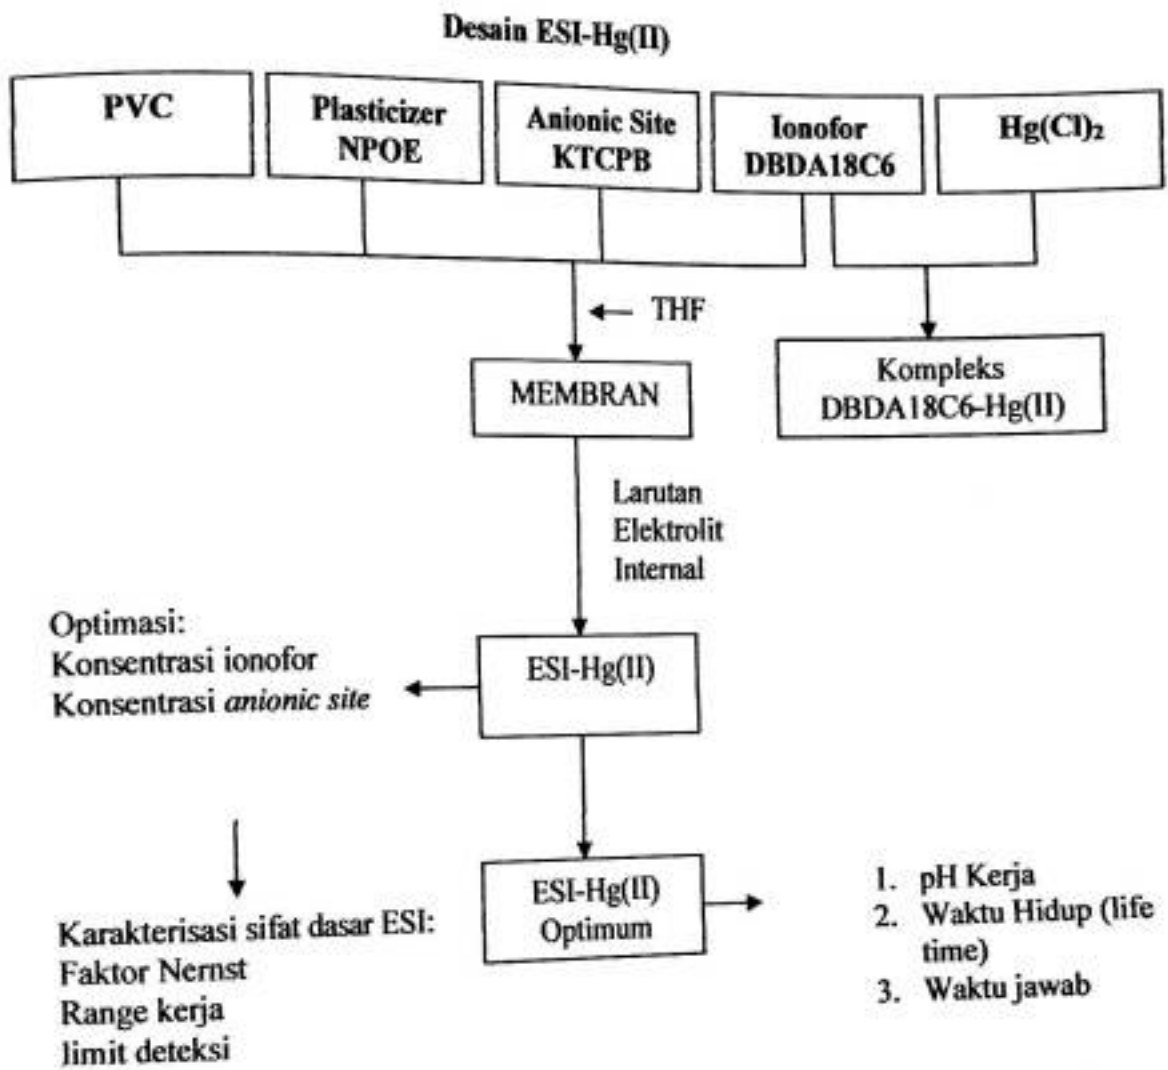 Desain ESI-Hg(II)
PVC
Plasticizer
NPOE
Anionic Site
KTCPB
Ionofor
DBDA18C6
Hg(Cl)₂
THF
MEMBRAN
Kompleks
DBDA18C6-Hg(II)
Larutan
Elektrolit
Internal
Optimasi:
Konsentrasi ionofor
Konsentrasi anionic site
ESI-Hg(II)
Karakterisasi sifat dasar ESI:
Faktor Nernst
Range kerja
limit deteksi
ESI-Hg(II)
Optimum
1. pH Kerja
2. Waktu Hidup (life
time)
3. Waktu jawab